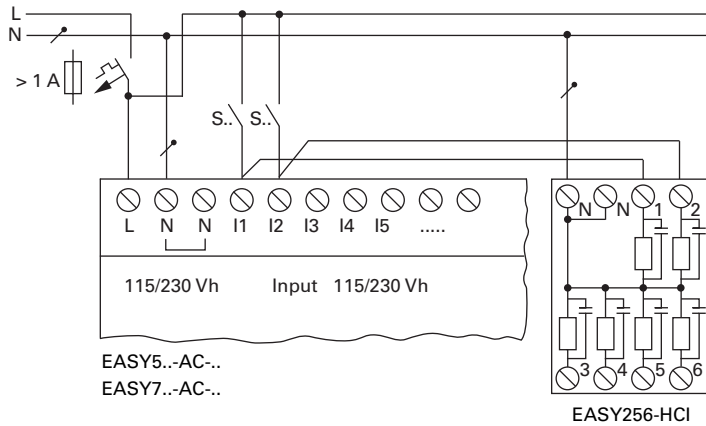 L
N
> 1 A
S.. S..
L N N I1 I2 I3 I4 I5 .....
N N 1 2
115/230 Vh Input 115/230 Vh
3 4 5 6
EASY5..-AC-..
EASY7..-AC-..
EASY256-HCI